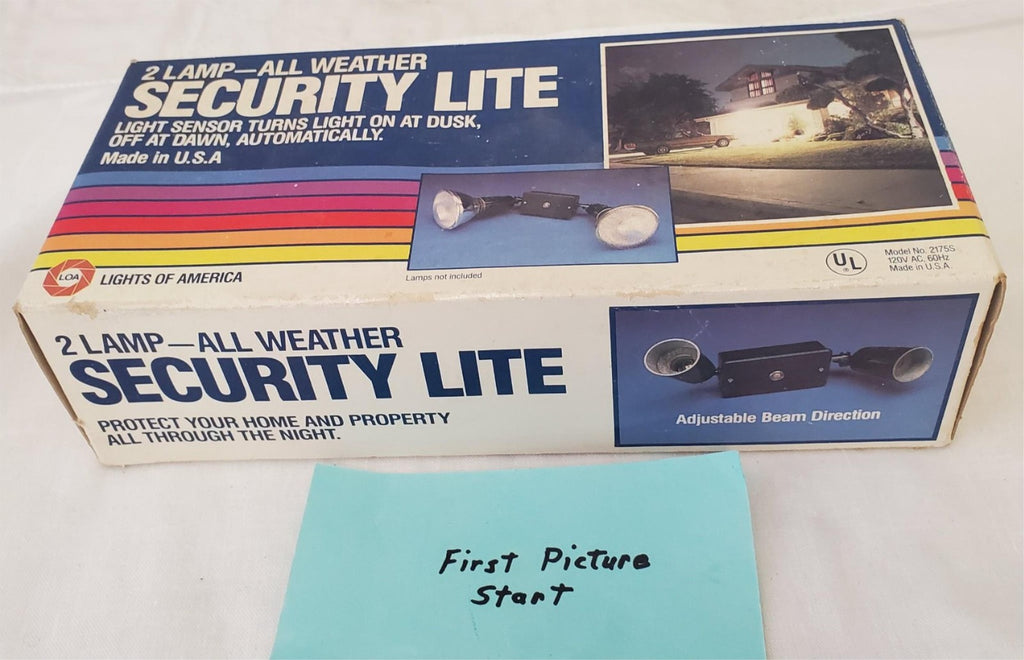 2 LAMP—ALL WEATHER
SECURITY LITE
LIGHT SENSOR TURNS LIGHT ON AT DUSK,
OFF AT DAWN, AUTOMATICALLY.
Made in U.S.A
LOA
LIGHTS OF AMERICA
Lamps not included
UL
®
Model No. 2175S
120V AC, 60Hz
Made in U.S.A.
2 LAMP—ALL WEATHER
SECURITY LITE
PROTECT YOUR HOME AND PROPERTY
ALL THROUGH THE NIGHT.
Adjustable Beam Direction
First Picture
Start